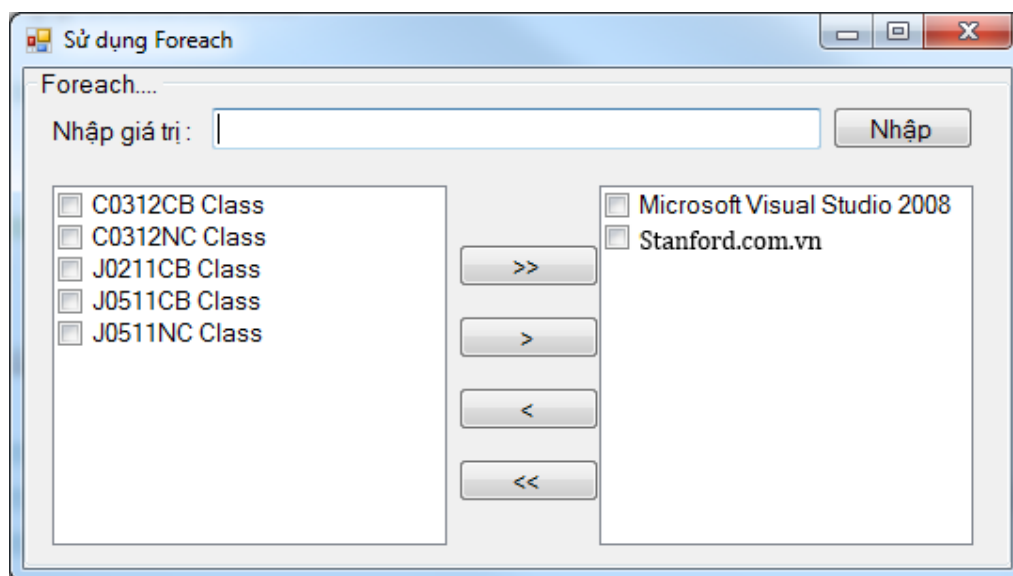 Sử dụng Foreach
Foreach....
Nhập giá trị :
Nhập
C0312CB Class
C0312NC Class
J0211CB Class
J0511CB Class
J0511NC Class
>>
>
<
<<
Microsoft Visual Studio 2008
Stanford.com.vn